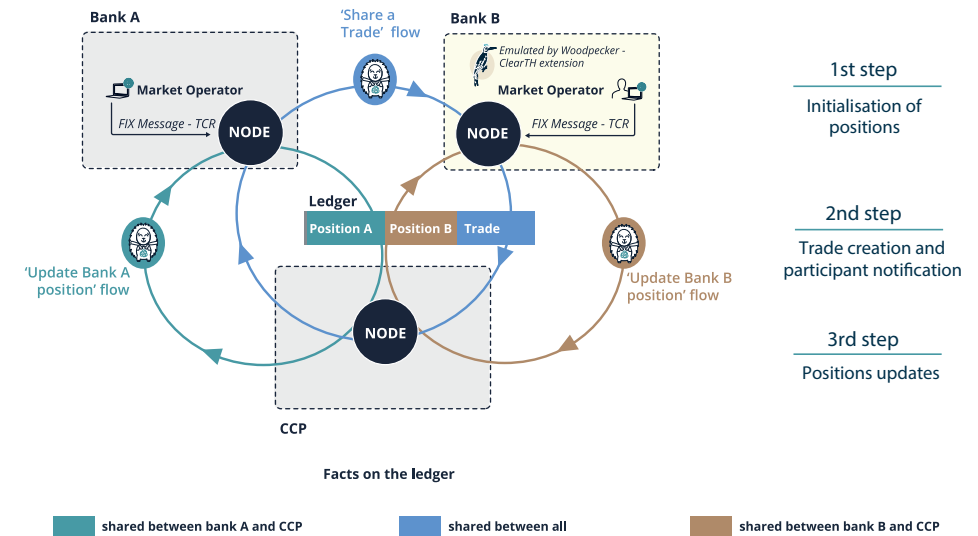 Bank A
'Share a
Trade' flow
Bank B
Emulated by Woodpecker -
ClearTH extension
Market Operator
FIX Message - TCR
NODE
Market Operator
FIX Message - TCR
NODE
Ledger
Position A
Position B
Trade
'Update Bank A
position' flow
'Update Bank B
position' flow
NODE
CCP
1st step
Initialisation of
positions
2nd step
Trade creation and
participant notification
3rd step
Positions updates
Facts on the ledger
shared between bank A and CCP
shared between all
shared between bank B and CCP